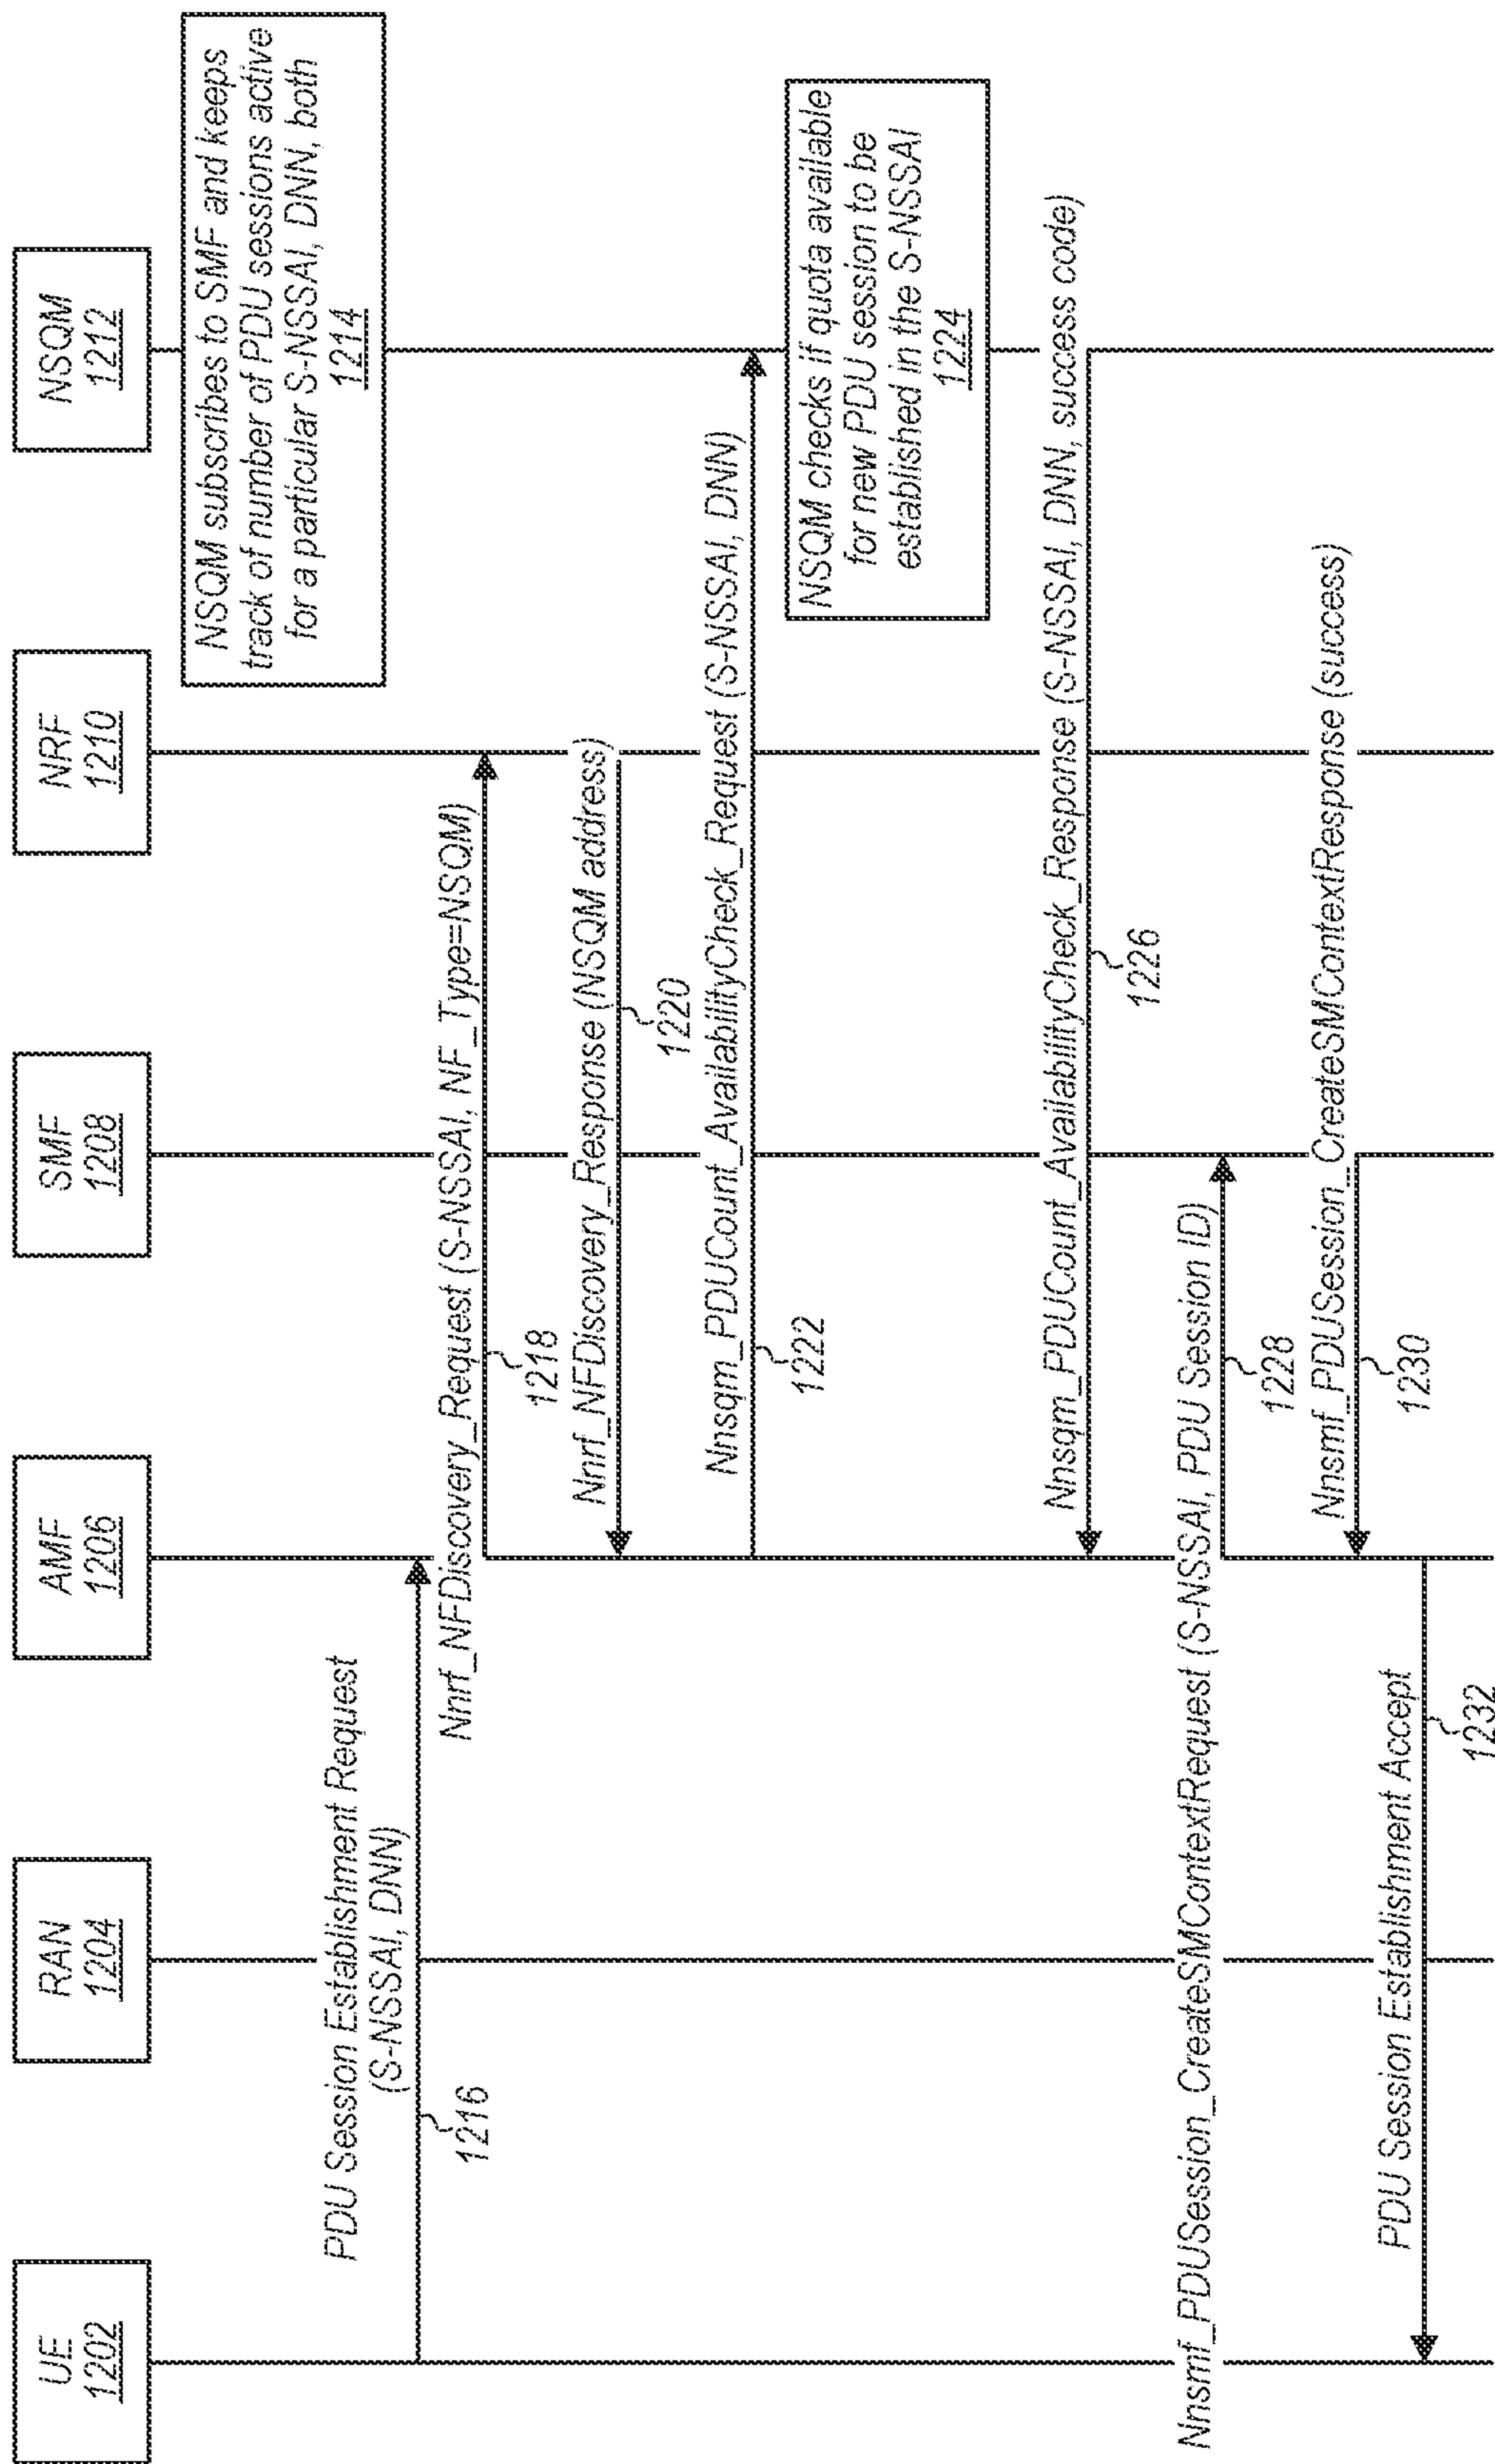 UE
1202
RAN
1204
AMF
1206
SMF
1208
NRF
1210
NSQM
1212
NSQM subscribes to SMF and keeps
track of number of PDU sessions active
for a particular S-NSSAI, DNN, both
1214
PDU Session Establishment Request
(S-NSSAI, DNN)
1216
Nnrf_NFDiscovery_Request (S-NSSAI, NF_Type=NSQM)
1218
Nnrf_NFDiscovery_Response (NSQM address)
1220
Nnsqm_PDUCount_AvailabilityCheck_Request (S-NSSAI, DNN)
1222
NSQM checks if quota available
for new PDU session to be
established in the S-NSSAI
1224
Nnsqm_PDUCount_AvailabilityCheck_Response (S-NSSAI, DNN, success code)
1226
Nnsmf_PDUSession_CreateSMContextRequest (S-NSSAI, PDU Session ID)
1228
Nnsmf_PDUSession_CreateSMContextResponse (success)
1230
PDU Session Establishment Accept
1232